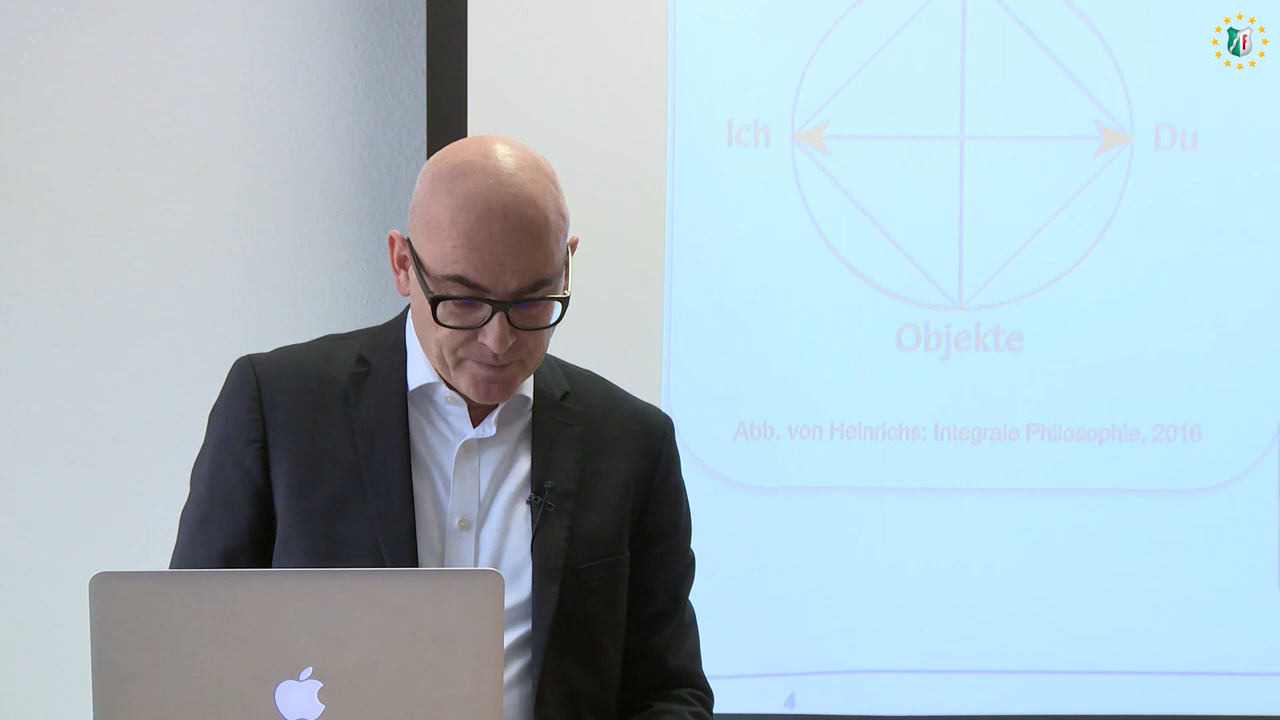 Ich
Du
Objekte
Abb. von Heinrichs: Integrale Philosophie, 2016
4
F